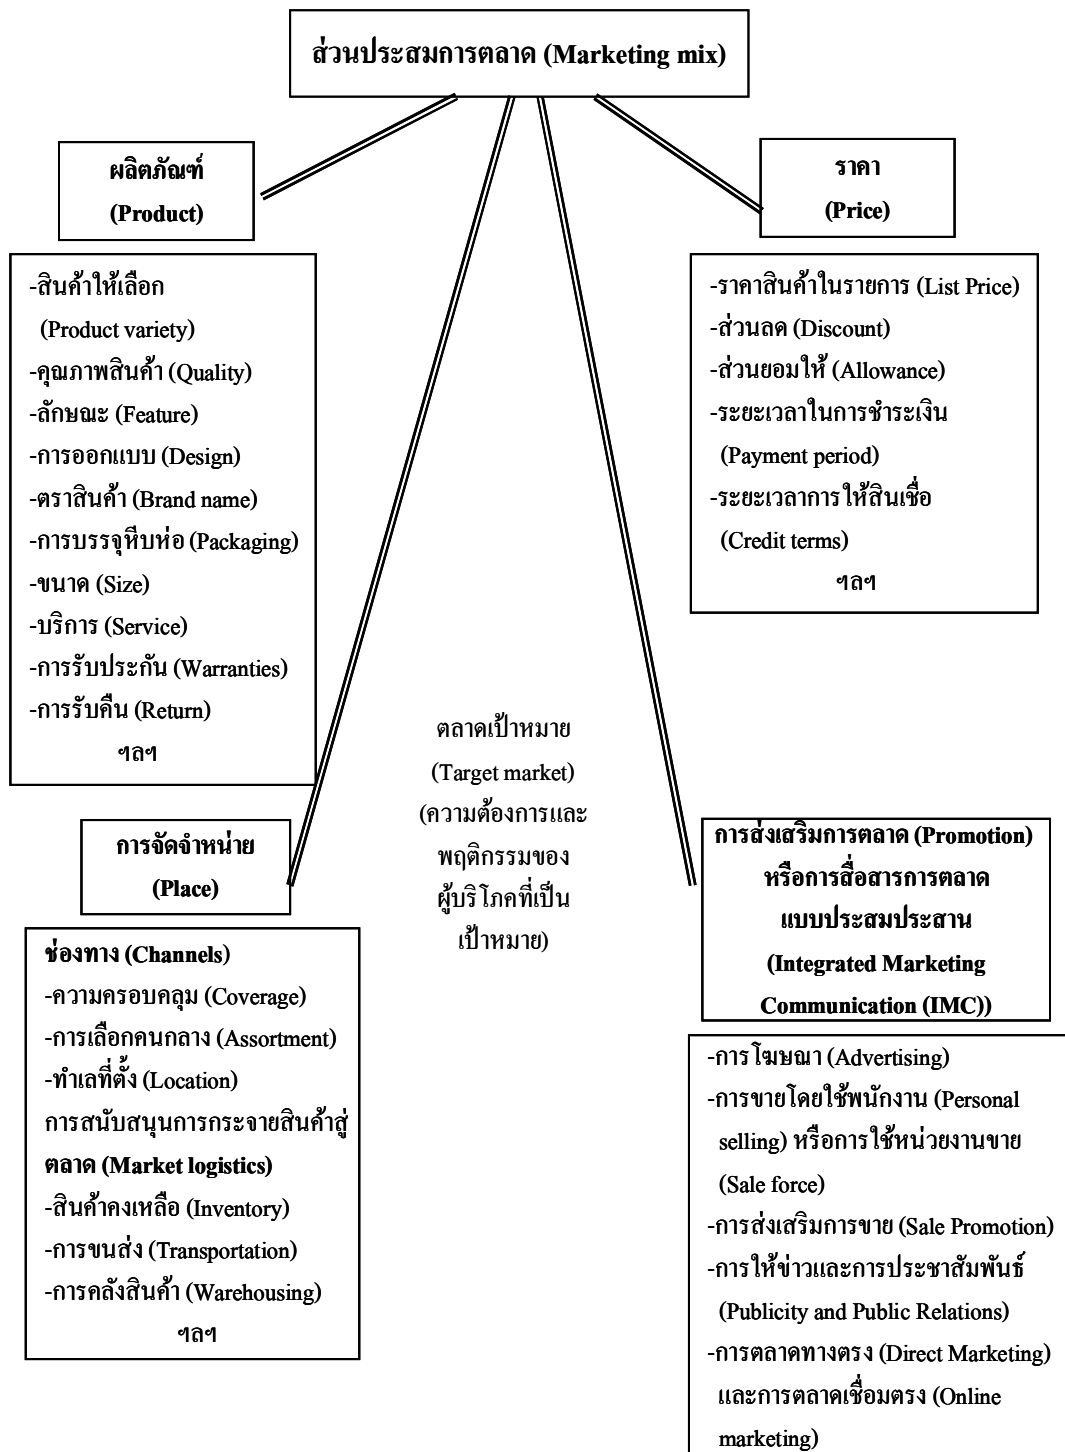 ส่วนประสมการตลาด (Marketing mix)
ผลิตภัณฑ์
(Product)
-สินค้าให้เลือก
(Product variety)
-คุณภาพสินค้า (Quality)
-ลักษณะ (Feature)
-การออกแบบ (Design)
-ตราสินค้า (Brand name)
-การบรรจุหีบห่อ (Packaging)
-ขนาด (Size)
-บริการ (Service)
-การรับประกัน (Warranties)
-การรับคืน (Return)
ฯลฯ
ราคา
(Price)
-ราคาสินค้าในรายการ (List Price)
-ส่วนลด (Discount)
-ส่วนยอมให้ (Allowance)
-ระยะเวลาในการชำระเงิน
(Payment period)
-ระยะเวลาการให้สินเชื่อ
(Credit terms)
ฯลฯ
ตลาดเป้าหมาย
(Target market)
(ความต้องการและ
พฤติกรรมของ
ผู้บริโภคที่เป็น
เป้าหมาย)
การจัดจำหน่าย
(Place)
ช่องทาง (Channels)
-ความครอบคลุม (Coverage)
-การเลือกคนกลาง (Assortment)
-ทำเลที่ตั้ง (Location)
การสนับสนุนการกระจายสินค้าสู่
ตลาด (Market logistics)
-สินค้าคงเหลือ (Inventory)
-การขนส่ง (Transportation)
-การคลังสินค้า (Warehousing)
ฯลฯ
การส่งเสริมการตลาด (Promotion)
หรือการสื่อสารการตลาด
แบบประสมประสาน
(Integrated Marketing
Communication (IMC))
-การโฆษณา (Advertising)
-การขายโดยใช้พนักงาน (Personal
selling) หรือการใช้หน่วยงานขาย
(Sale force)
-การส่งเสริมการขาย (Sale Promotion)
-การให้ข่าวและการประชาสัมพันธ์
(Publicity and Public Relations)
-การตลาดทางตรง (Direct Marketing)
และการตลาดเชื่อมตรง (Online
marketing)